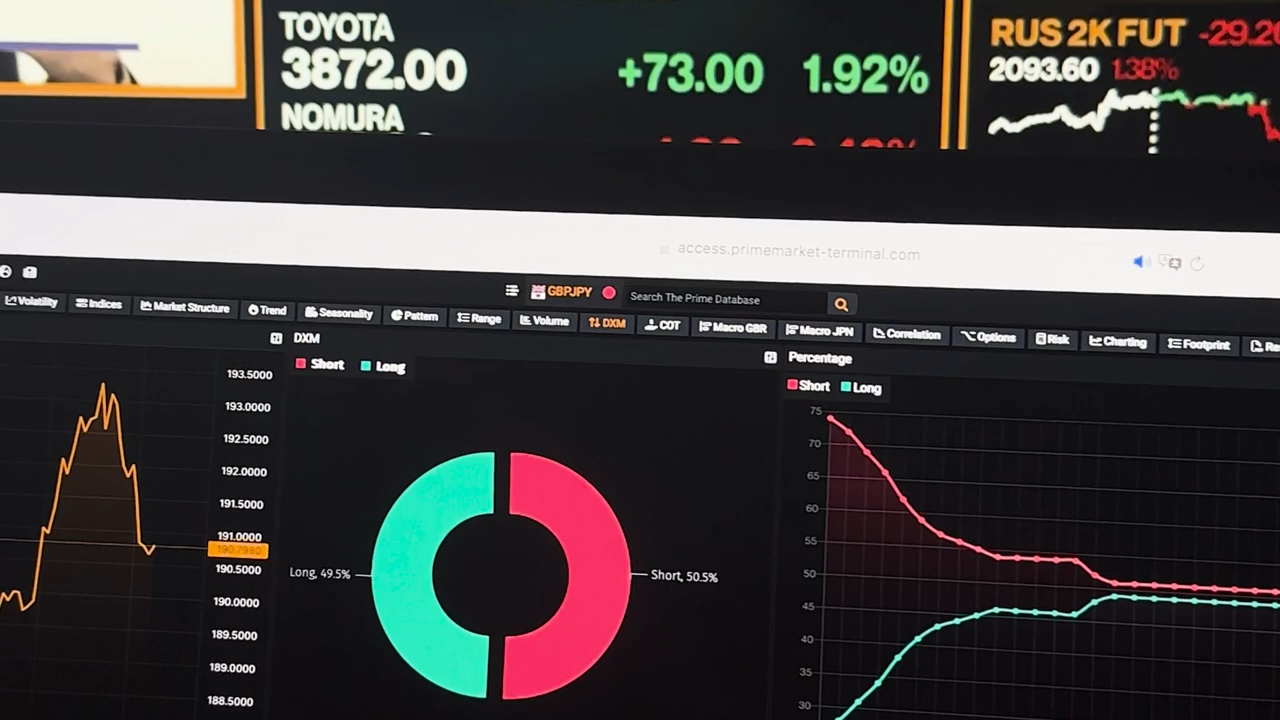 TOYOTA
3872.00 +73.00 1.92%
NOMURA
RUS 2K FUT -29.20
2093.60 1.38%
access.primemarket-terminal.com
GBPJPY
Search The Prime Database
Volatility Indices Market Structure Trend Seasonality Pattern Range Volume DXM COT Macro GBR Macro JPN Correlation Options Risk Charting Footprint
193.5000
193.0000
192.5000
192.0000
191.5000
191.0000
190.7980
190.5000
190.0000
189.5000
189.0000
188.5000
DXM
Short Long
Long, 49.5%
Short, 50.5%
Percentage
Short Long
75
70
65
60
55
50
45
40
35
30